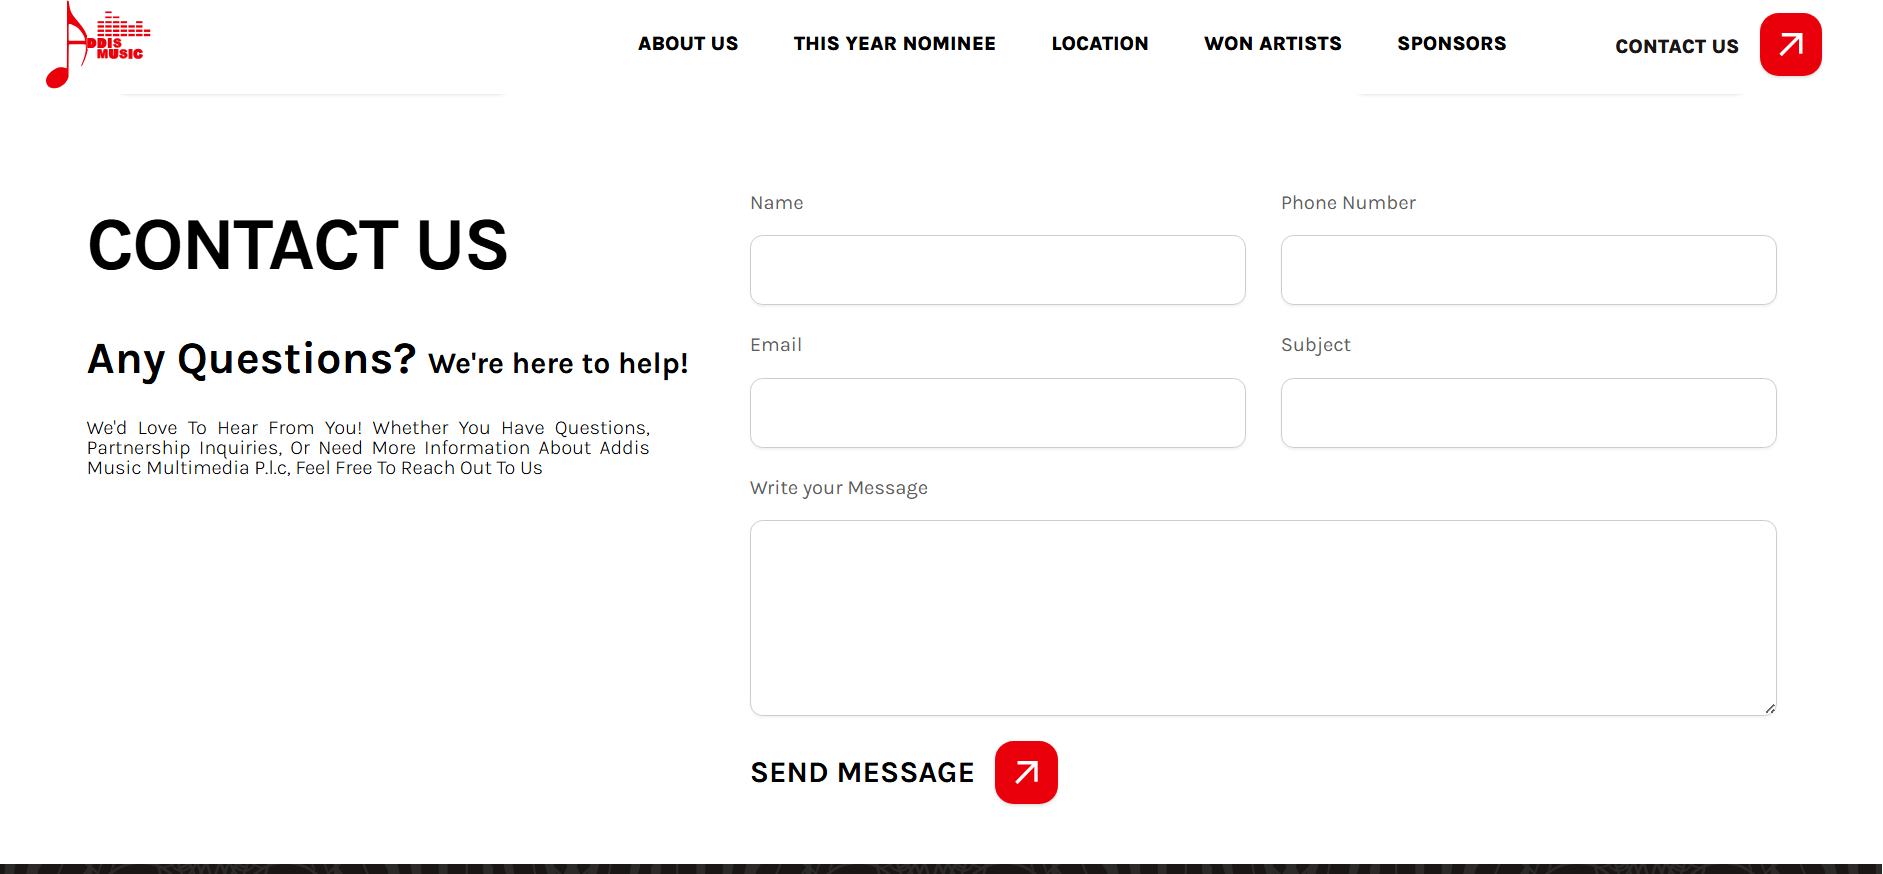 DDIS
MUSIC
ABOUT US
THIS YEAR NOMINEE
LOCATION
WON ARTISTS
SPONSORS
CONTACT US
CONTACT US
Any Questions? We're here to help!
We'd Love To Hear From You! Whether You Have Questions,
Partnership Inquiries, Or Need More Information About Addis
Music Multimedia P.l.c, Feel Free To Reach Out To Us
Name
Phone Number
Email
Subject
Write your Message
SEND MESSAGE